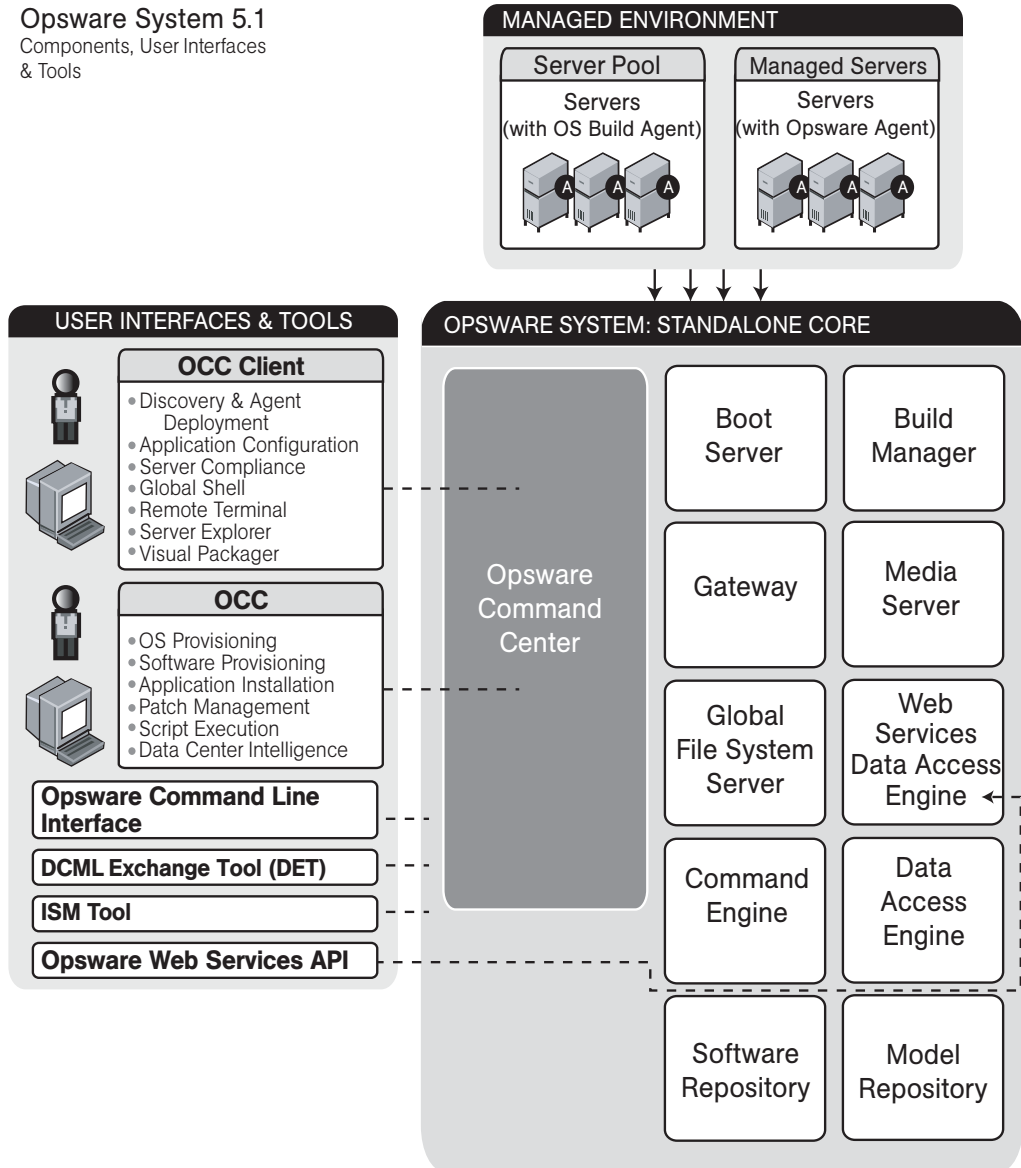 Opsware System 5.1
Components, User Interfaces
& Tools
MANAGED ENVIRONMENT
Server Pool
Servers
(with OS Build Agent)
A
A
A
Managed Servers
Servers
(with Opsware Agent)
A
A
A
USER INTERFACES & TOOLS
OCC Client
• Discovery & Agent
Deployment
• Application Configuration
• Server Compliance
• Global Shell
• Remote Terminal
• Server Explorer
• Visual Packager
OCC
• OS Provisioning
• Software Provisioning
• Application Installation
• Patch Management
• Script Execution
• Data Center Intelligence
Opsware Command Line
Interface
DCML Exchange Tool (DET)
ISM Tool
Opsware Web Services API
OPSWARE SYSTEM: STANDALONE CORE
Opsware
Command
Center
Boot
Server
Build
Manager
Gateway
Media
Server
Global
File System
Server
Web
Services
Data Access
Engine
Command
Engine
Data
Access
Engine
Software
Repository
Model
Repository